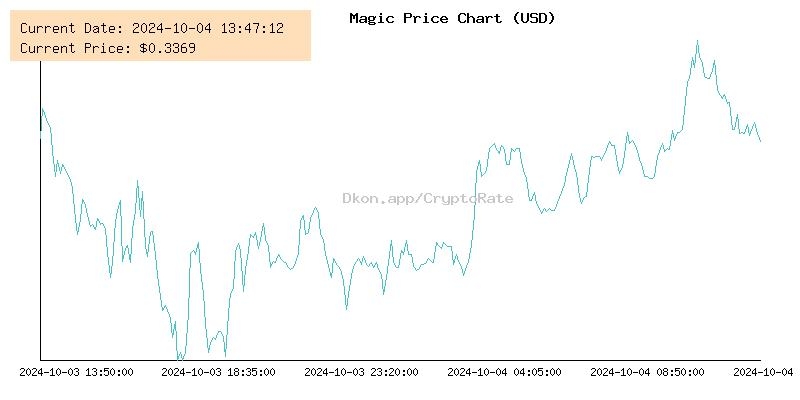 Magic Price Chart (USD)
Current Date: 2024-10-04 13:47:12
Current Price: $0.3369
Dkon.app/CryptoRate
2024-10-03 13:50:00 2024-10-03 18:35:00 2024-10-03 23:20:00 2024-10-04 04:05:00 2024-10-04 08:50:00 2024-10-04